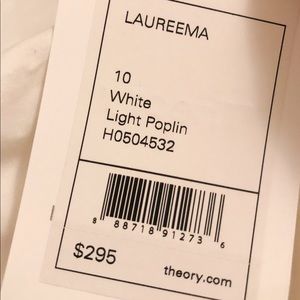 LAUREEMA
10
White
Light Poplin
H0504532
8 88718 91273 6
$295
theory.com